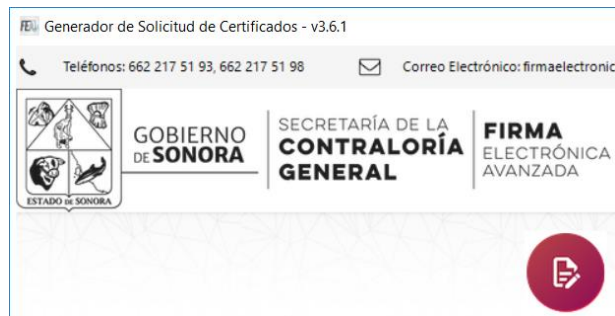 Generador de Solicitud de Certificados - v3.6.1
Teléfonos: 662 217 51 93, 662 217 51 98
Correo Electrónico: firmaelectronic
GOBIERNO
DE SONORA
SECRETARÍA DE LA
CONTRALORÍA
GENERAL
FIRMA
ELECTRÓNICA
AVANZADA
ESTADO DE SONORA